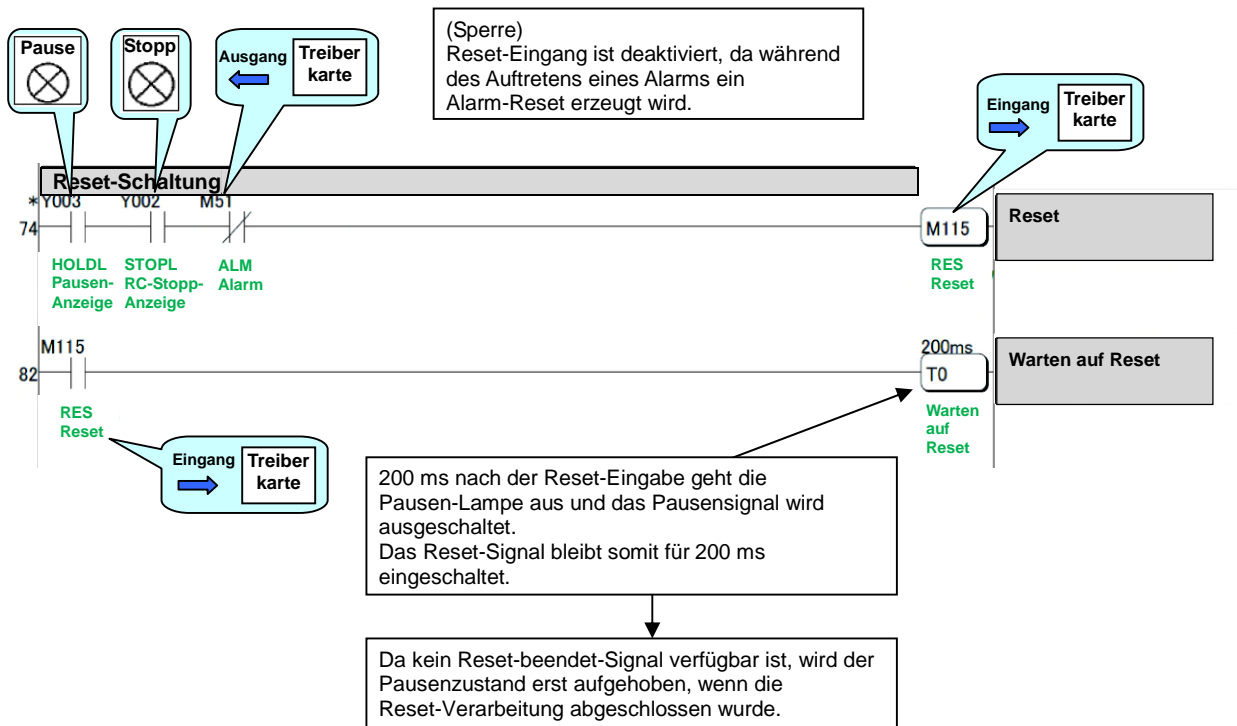 Pause
Stopp
Ausgang
Treiber
karte
(Sperre)
Reset-Eingang ist deaktiviert, da während
des Auftretens eines Alarms ein
Alarm-Reset erzeugt wird.
Eingang
Treiber
karte
Reset-Schaltung
*Y003 Y002 M51
74
M115
Reset
HOLDL
Pausen-
Anzeige
STOPL
RC-Stopp-
Anzeige
ALM
Alarm
RES
Reset
M115
82
200ms
T0
Warten auf Reset
RES
Reset
Warten
auf
Reset
Eingang
Treiber
karte
200 ms nach der Reset-Eingabe geht die
Pausen-Lampe aus und das Pausensignal wird
ausgeschaltet.
Das Reset-Signal bleibt somit für 200 ms
eingeschaltet.
Da kein Reset-beendet-Signal verfügbar ist, wird der
Pausenzustand erst aufgehoben, wenn die
Reset-Verarbeitung abgeschlossen wurde.